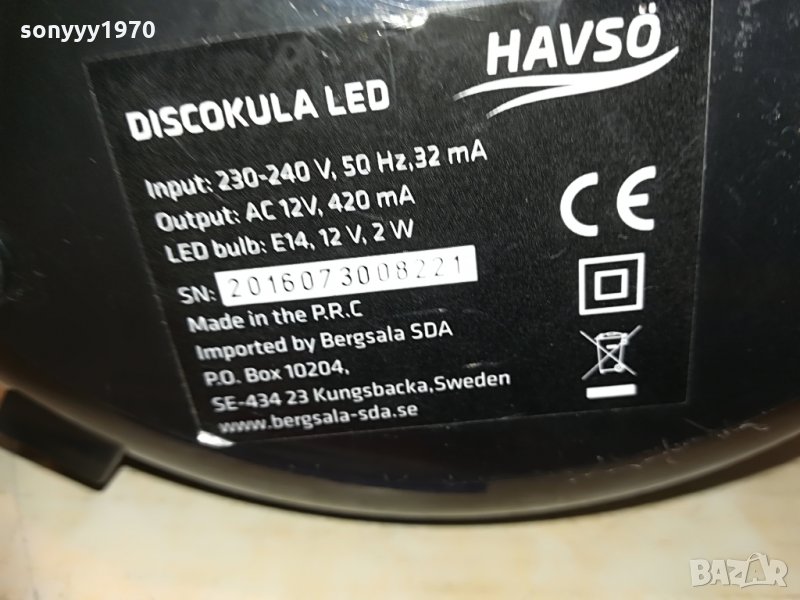 sonyyy1970
HAVSÖ
DISCOKULA LED
Input: 230-240 V, 50 Hz,32 mA
Output: AC 12V, 420 mA
LED bulb: E14, 12 V, 2 W
SN: 2016073008221
Made in the P.R.C
Imported by Bergsala SDA
P.O. Box 10204,
SE-434 23 Kungsbacka,Sweden
www.bergsala-sda.se
CE
BAZAR